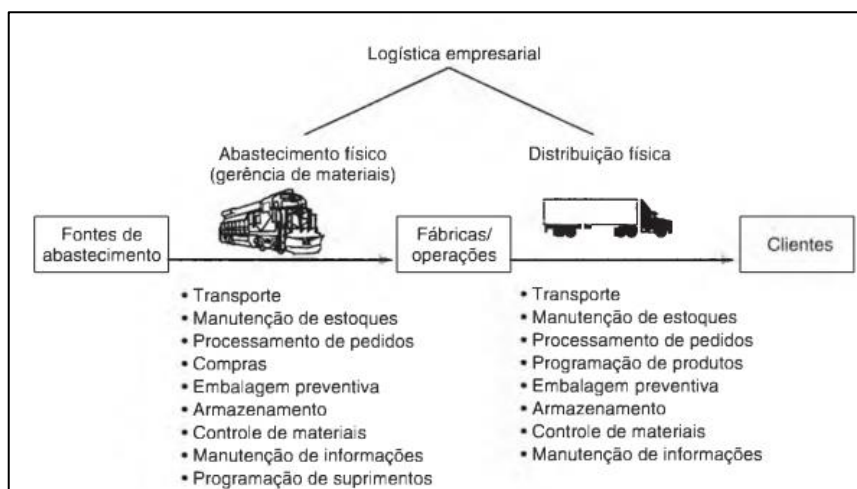 Logística empresarial
Abastecimento físico
(gerência de materiais)
Distribuição física
Fontes de
abastecimento
Fábricas/
operações
Clientes
• Transporte
• Manutenção de estoques
• Processamento de pedidos
• Compras
• Embalagem preventiva
• Armazenamento
• Controle de materiais
• Manutenção de informações
• Programação de suprimentos
• Transporte
• Manutenção de estoques
• Processamento de pedidos
• Programação de produtos
• Embalagem preventiva
• Armazenamento
• Controle de materiais
• Manutenção de informações